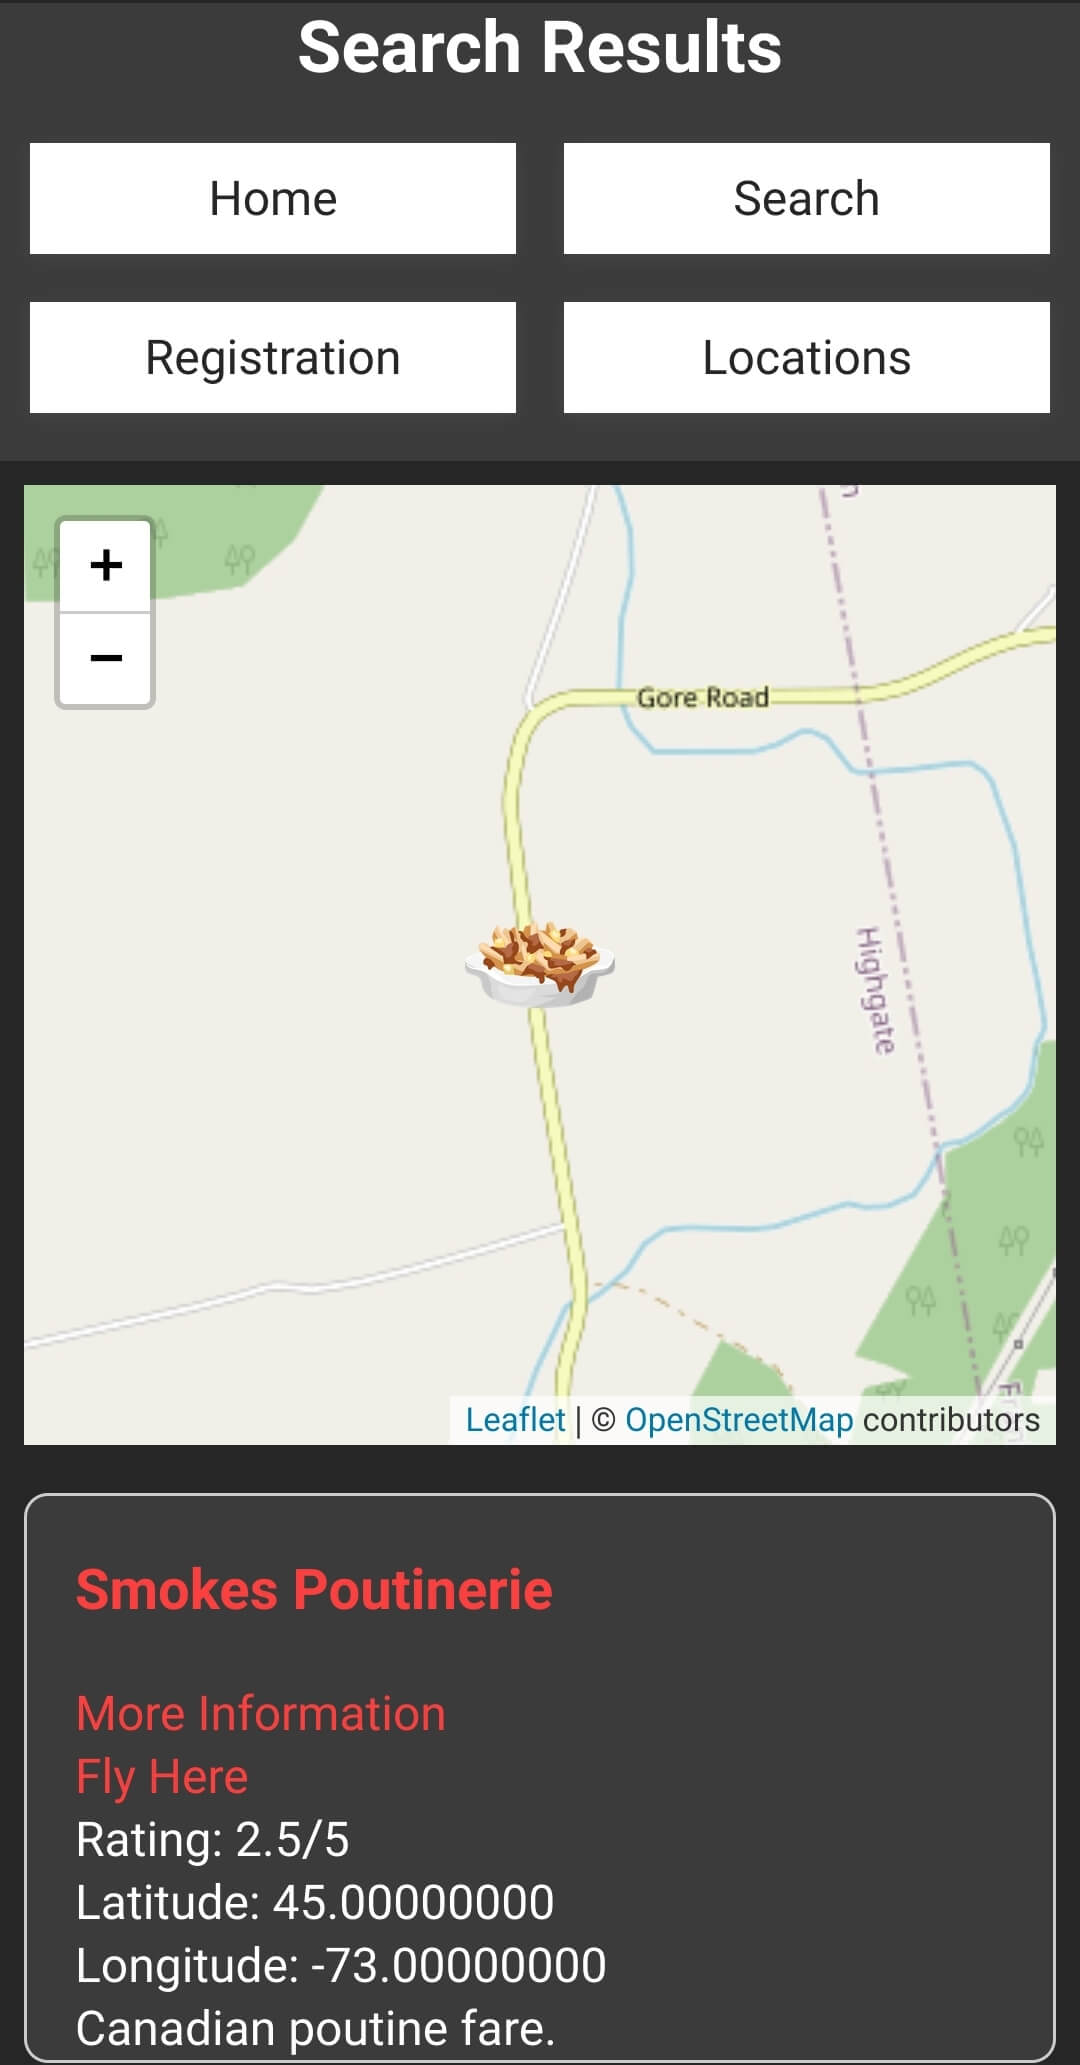 Search Results
Home
Search
Registration
Locations
+
−
Gore Road
Highgate
Leaflet | © OpenStreetMap contributors
Smokes Poutinerie
More Information
Fly Here
Rating: 2.5/5
Latitude: 45.00000000
Longitude: -73.00000000
Canadian poutine fare.